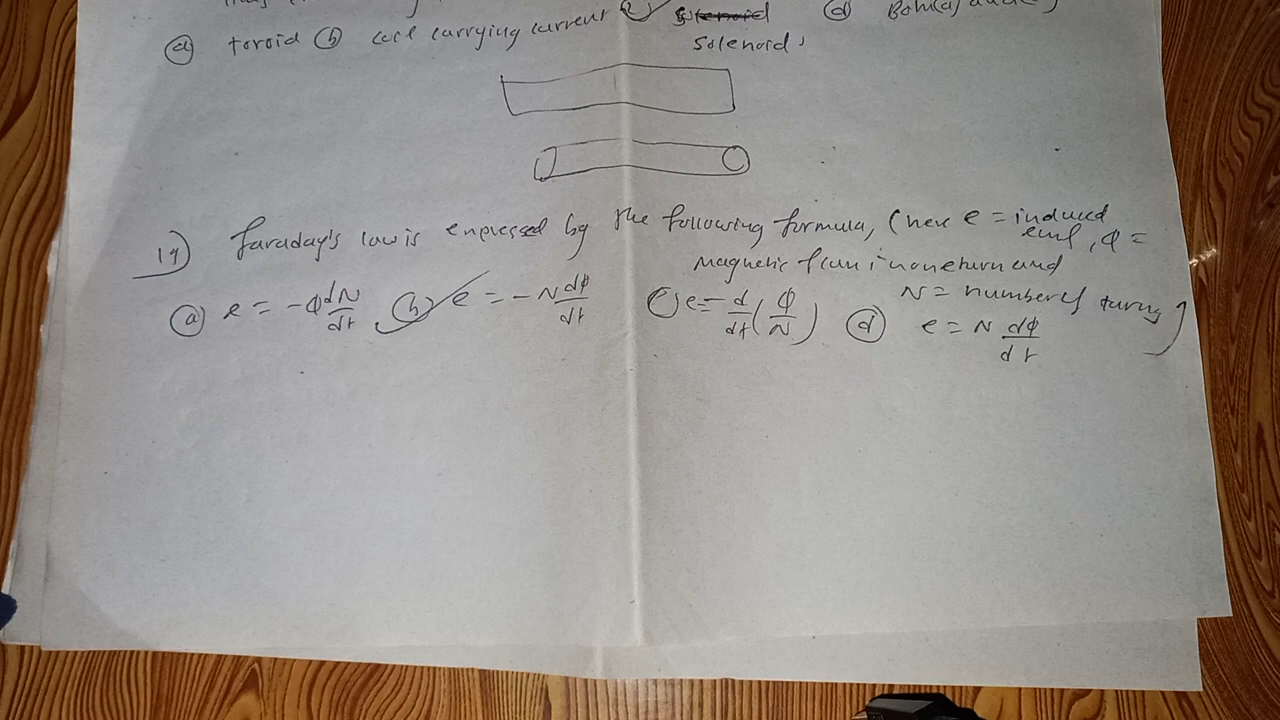 ⓐ toroid ⓑ coil carrying current ⓒ solenoid ⓓ Both (a) and
solenoid,
19) Faraday's law is expressed by the following formula, (here e = induced
emf, φ =
magnetic flux in one turn and
N = number of turns)
ⓐ e = -φ dN/dt ⓑ e = -N dφ/dt ⓒ e = - d/dt (φ/N) ⓓ e = N dφ/dt